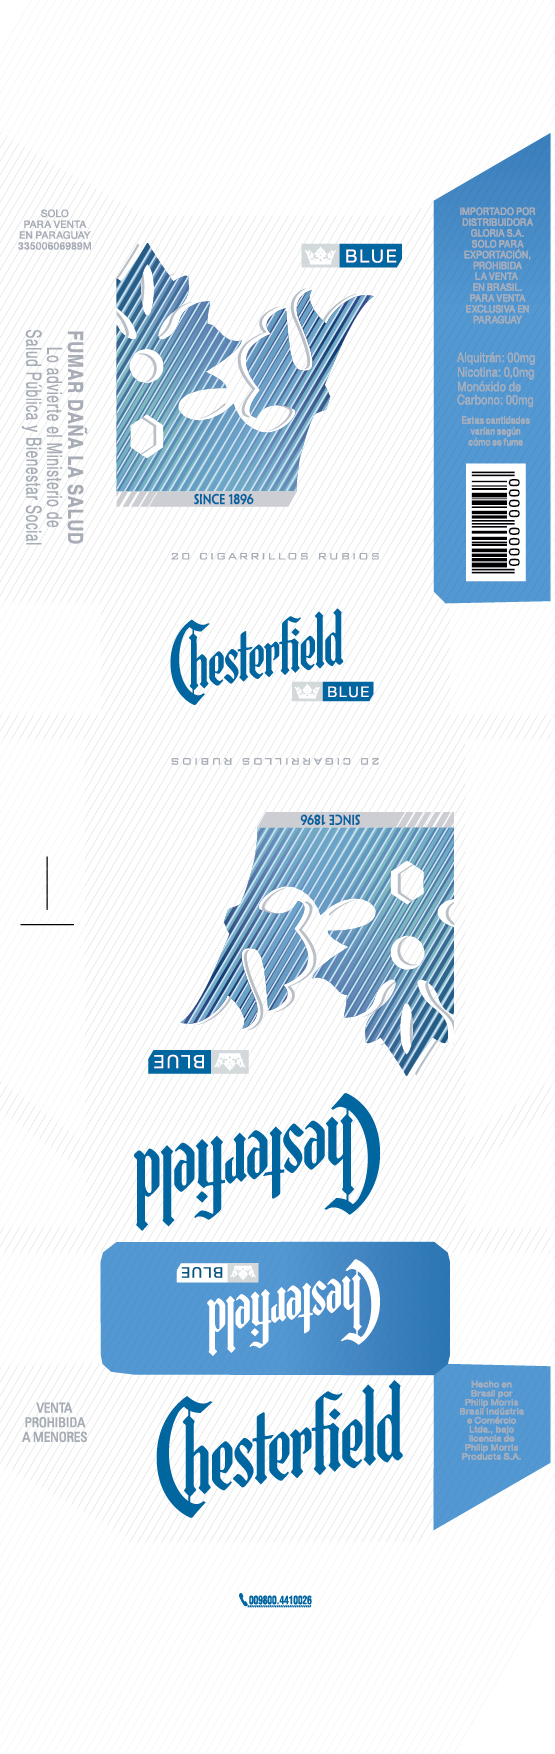 IMPORTADO POR
DISTRIBUIDORA
GLORIA S.A.
SOLO PARA
EXPORTACIÓN,
PROHIBIDA
LA VENTA
EN BRASIL.
PARA VENTA
EXCLUSIVA EN
PARAGUAY
Alquitrán: 00mg
Nicotina: 0,0mg
Monóxido de
Carbono: 00mg
Estas cantidades
varían según
cómo se fume
0000 0000
SOLO
PARA VENTA
EN PARAGUAY
33500606989M
FUMAR DAÑA LA SALUD
Lo advierte el Ministerio de
Salud Pública y Bienestar Social
BLUE
SINCE 1896
20 CIGARRILLOS RUBIOS
Chesterfield
BLUE
20 CIGARRILLOS RUBIOS
SINCE 1896
BLUE
Chesterfield
BLUE
Chesterfield
VENTA
PROHIBIDA
A MENORES
Chesterfield
Hecho en
Brasil por
Philip Morris
Brasil Indústria
e Comércio
Ltda., bajo
licencia de
Philip Morris
Products S.A.
009800.4410026